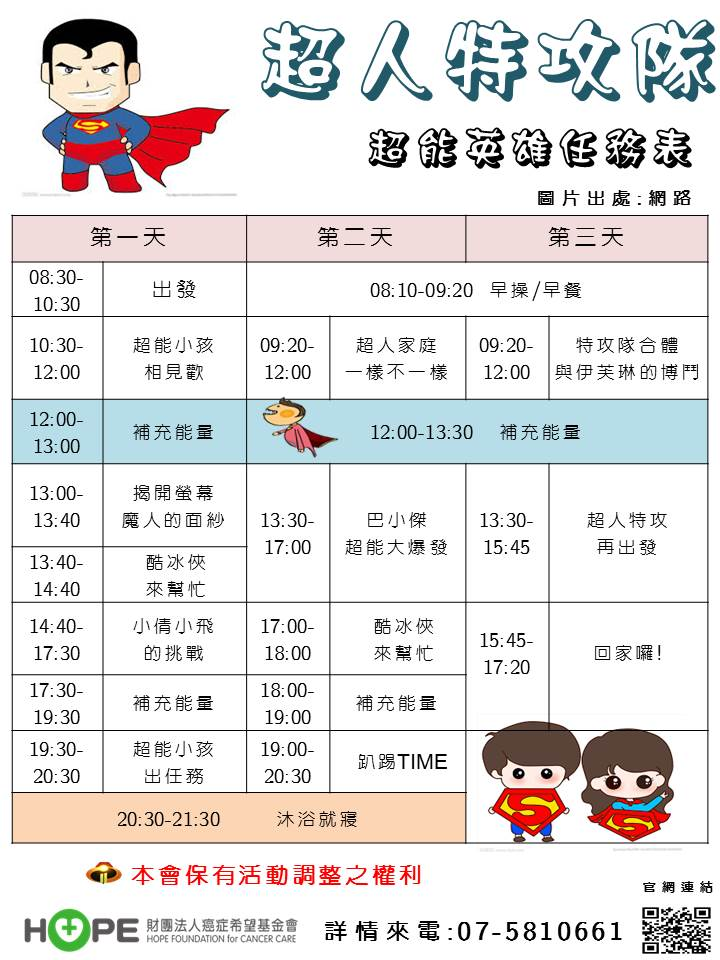 超人特攻隊
超能英雄任務表
圖片出處:網路
第一天 第二天 第三天
08:30-
10:30
出發
08:10-09:20 早操/早餐
10:30-
12:00
超能小孩
相見歡
09:20-
12:00
超人家庭
一樣不一樣
09:20-
12:00
特攻隊合體
與伊芙琳的博鬥
12:00-
13:00
補充能量
12:00-13:30 補充能量
13:00-
13:40
揭開螢幕
魔人的面紗
13:30-
17:00
巴小傑
超能大爆發
13:30-
15:45
超人特攻
再出發
13:40-
14:40
酷冰俠
來幫忙
14:40-
17:30
小倩小飛
的挑戰
17:00-
18:00
酷冰俠
來幫忙
15:45-
17:20
回家囉!
17:30-
19:30
補充能量
18:00-
19:00
補充能量
19:30-
20:30
超能小孩
出任務
19:00-
20:30
趴踢TIME
20:30-21:30 沐浴就寢
本會保有活動調整之權利
官網連結
HOPE
財團法人癌症希望基金會
HOPE FOUNDATION for CANCER CARE
詳情來電:07-5810661